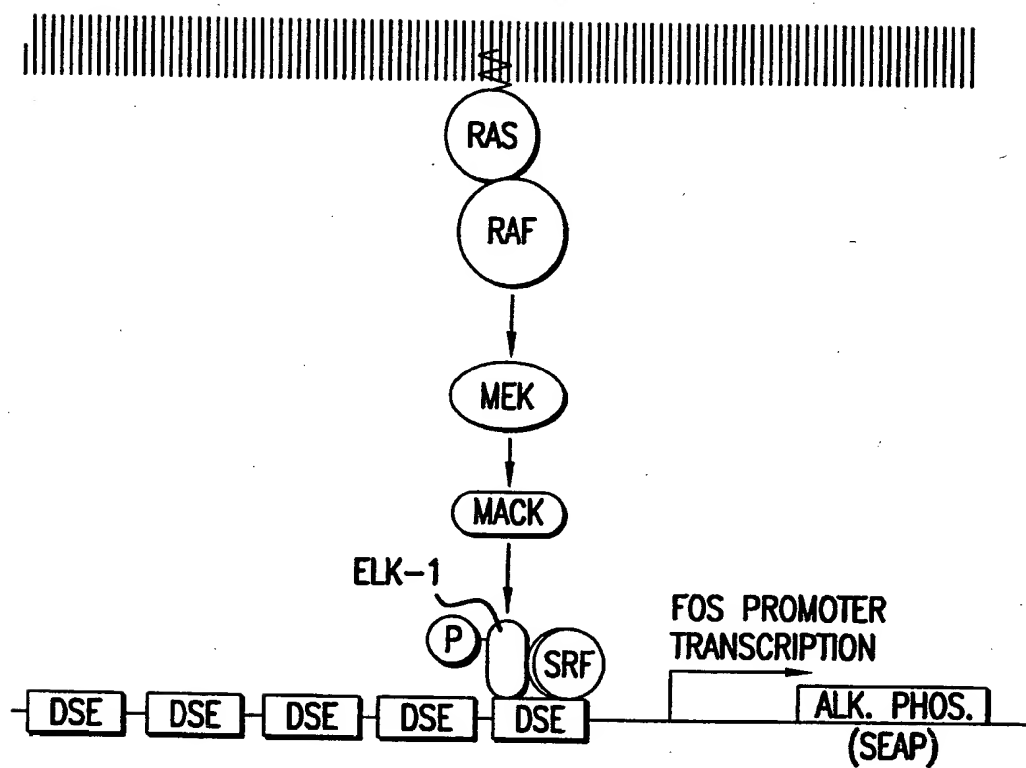 RAS
RAF
MEK
MACK
ELK-1
P
SRF
FOS PROMOTER
TRANSCRIPTION
DSE
DSE
DSE
DSE
DSE
ALK. PHOS.
(SEAP)